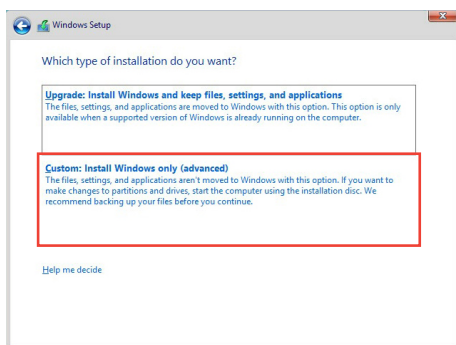 Windows Setup
Which type of installation do you want?
Upgrade: Install Windows and keep files, settings, and applications
The files, settings, and applications are moved to Windows with this option. This option is only
available when a supported version of Windows is already running on the computer.
Custom: Install Windows only (advanced)
The files, settings, and applications aren't moved to Windows with this option. If you want to
make changes to partitions and drives, start the computer using the installation disc. We
recommend backing up your files before you continue.
Help me decide